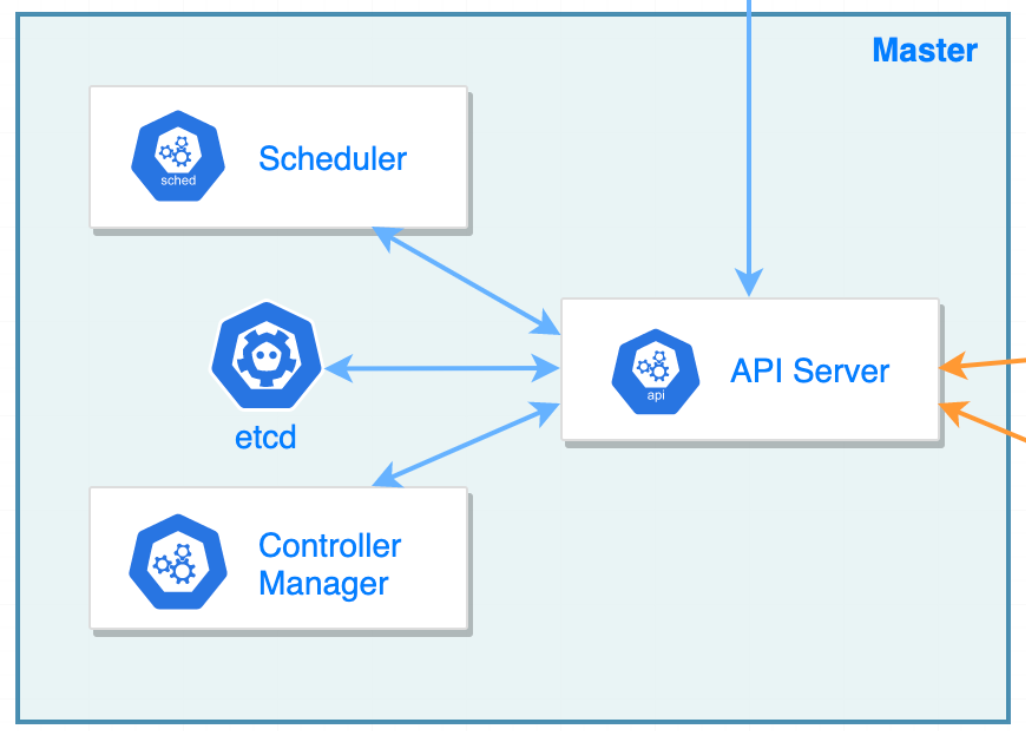 Master
sched
Scheduler
etcd
api
API Server
Controller
Manager